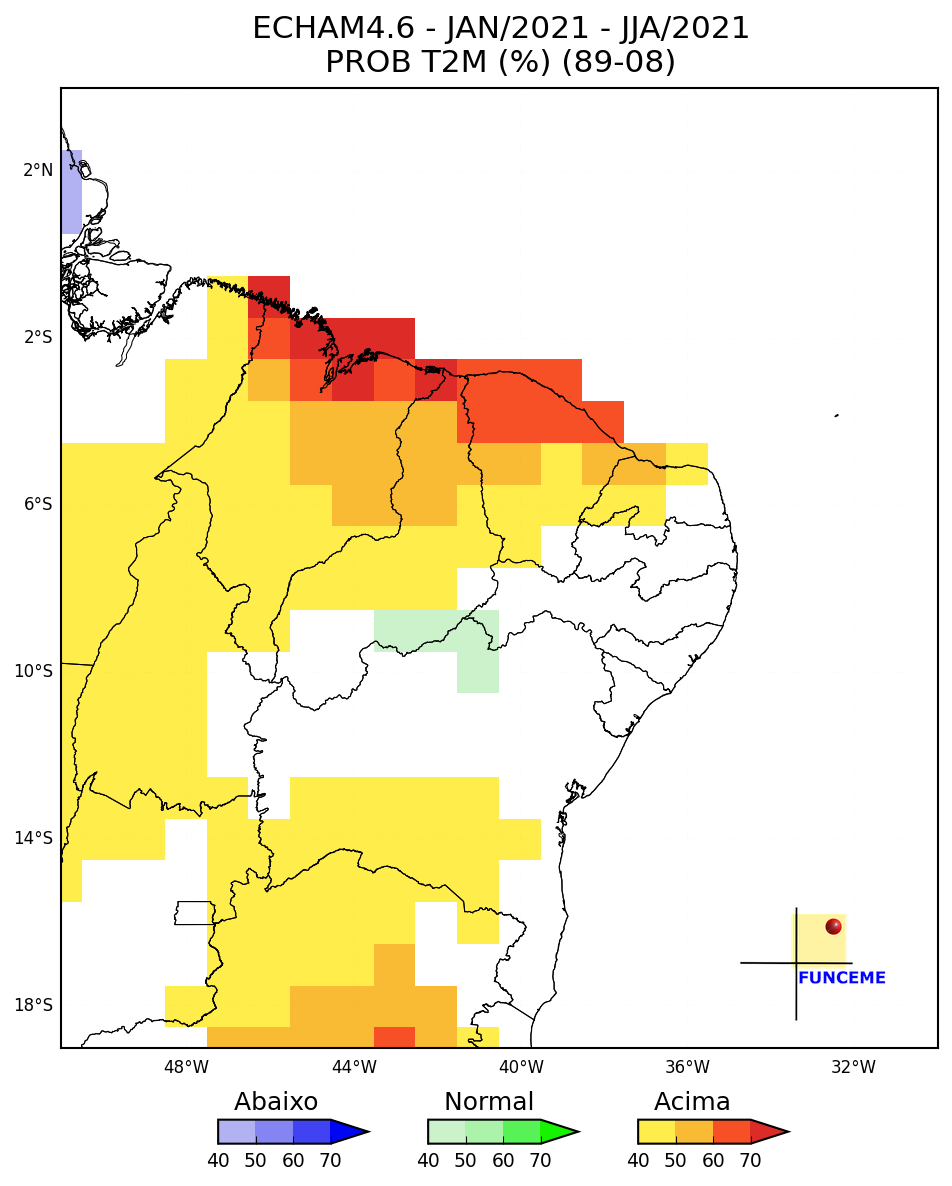 ECHAM4.6 - JAN/2021 - JJA/2021
PROB T2M (%) (89-08)
2°N
2°S
6°S
10°S
14°S
18°S
FUNCEME
48°W 44°W 40°W 36°W 32°W
Abaixo Normal Acima
40 50 60 70 40 50 60 70 40 50 60 70